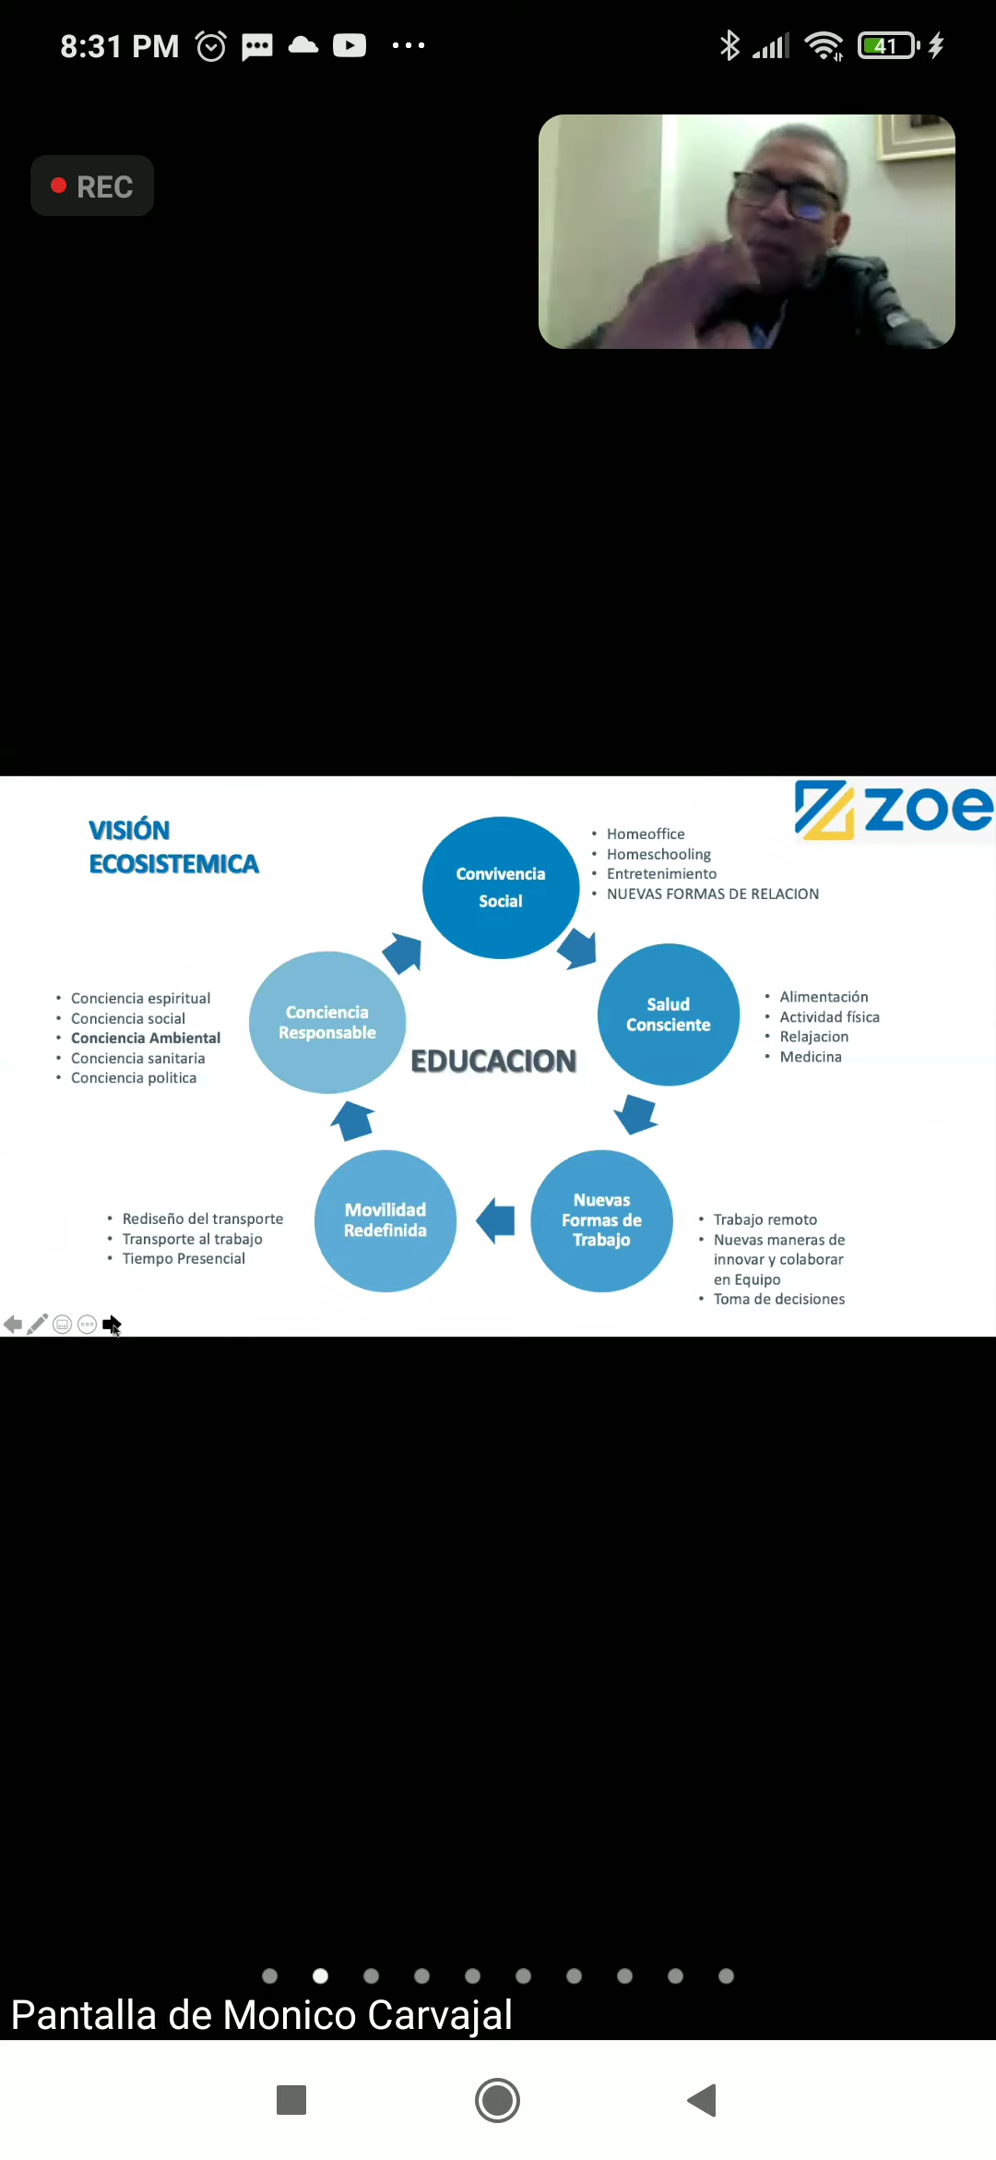 8:31 PM
41
REC
VISIÓN
ECOSISTEMICA
zoe
Convivencia
Social
• Homeoffice
• Homeschooling
• Entretenimiento
• NUEVAS FORMAS DE RELACION
Salud
Consciente
• Alimentación
• Actividad física
• Relajacion
• Medicina
Nuevas
Formas de
Trabajo
• Trabajo remoto
• Nuevas maneras de
innovar y colaborar
en Equipo
• Toma de decisiones
Movilidad
Redefinida
• Rediseño del transporte
• Transporte al trabajo
• Tiempo Presencial
Conciencia
Responsable
• Conciencia espiritual
• Conciencia social
• Conciencia Ambiental
• Conciencia sanitaria
• Conciencia politica
EDUCACION
Pantalla de Monico Carvajal